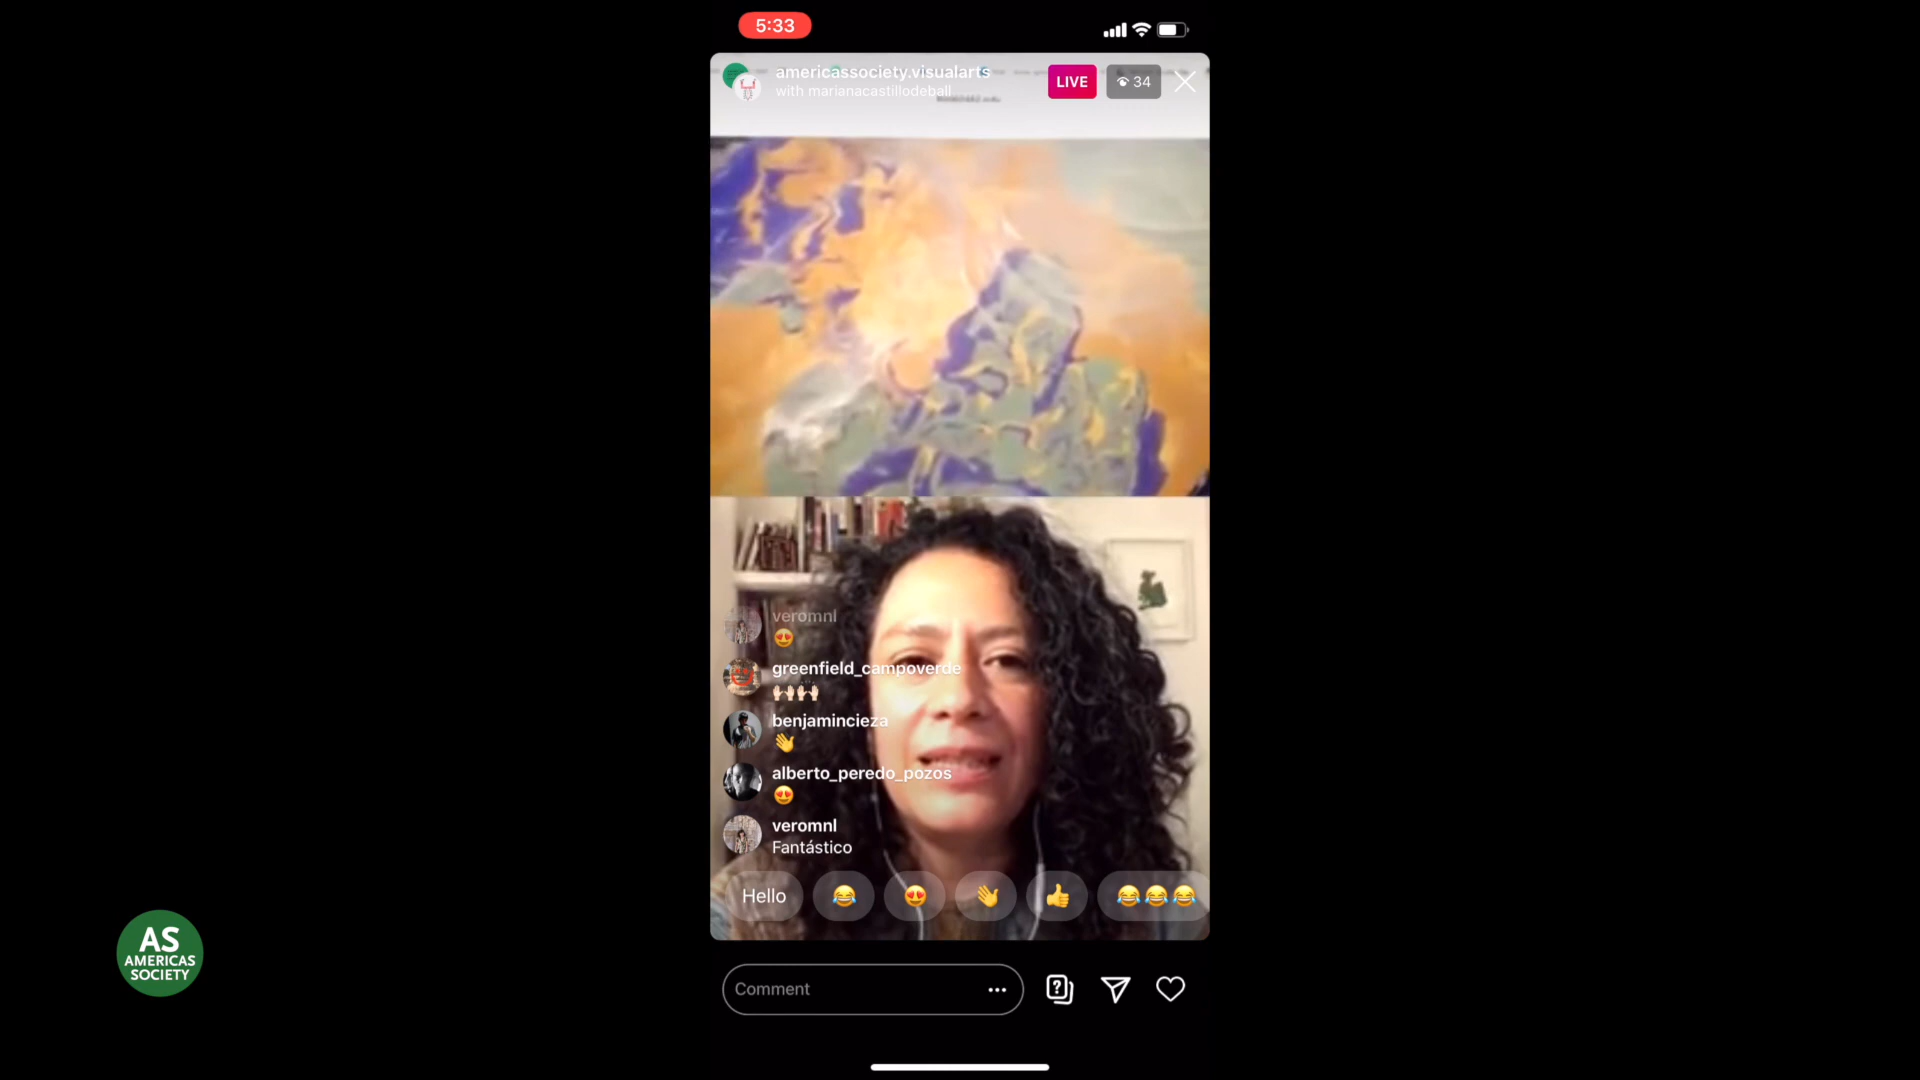 5:33
americassociety.visualarts
with marianacastillodeball
LIVE
34
veromnl
greenfield_campoverde
benjamincieza
alberto_peredo_pozos
veromnl
Fantástico
Hello
Comment
AS
AMERICAS
SOCIETY